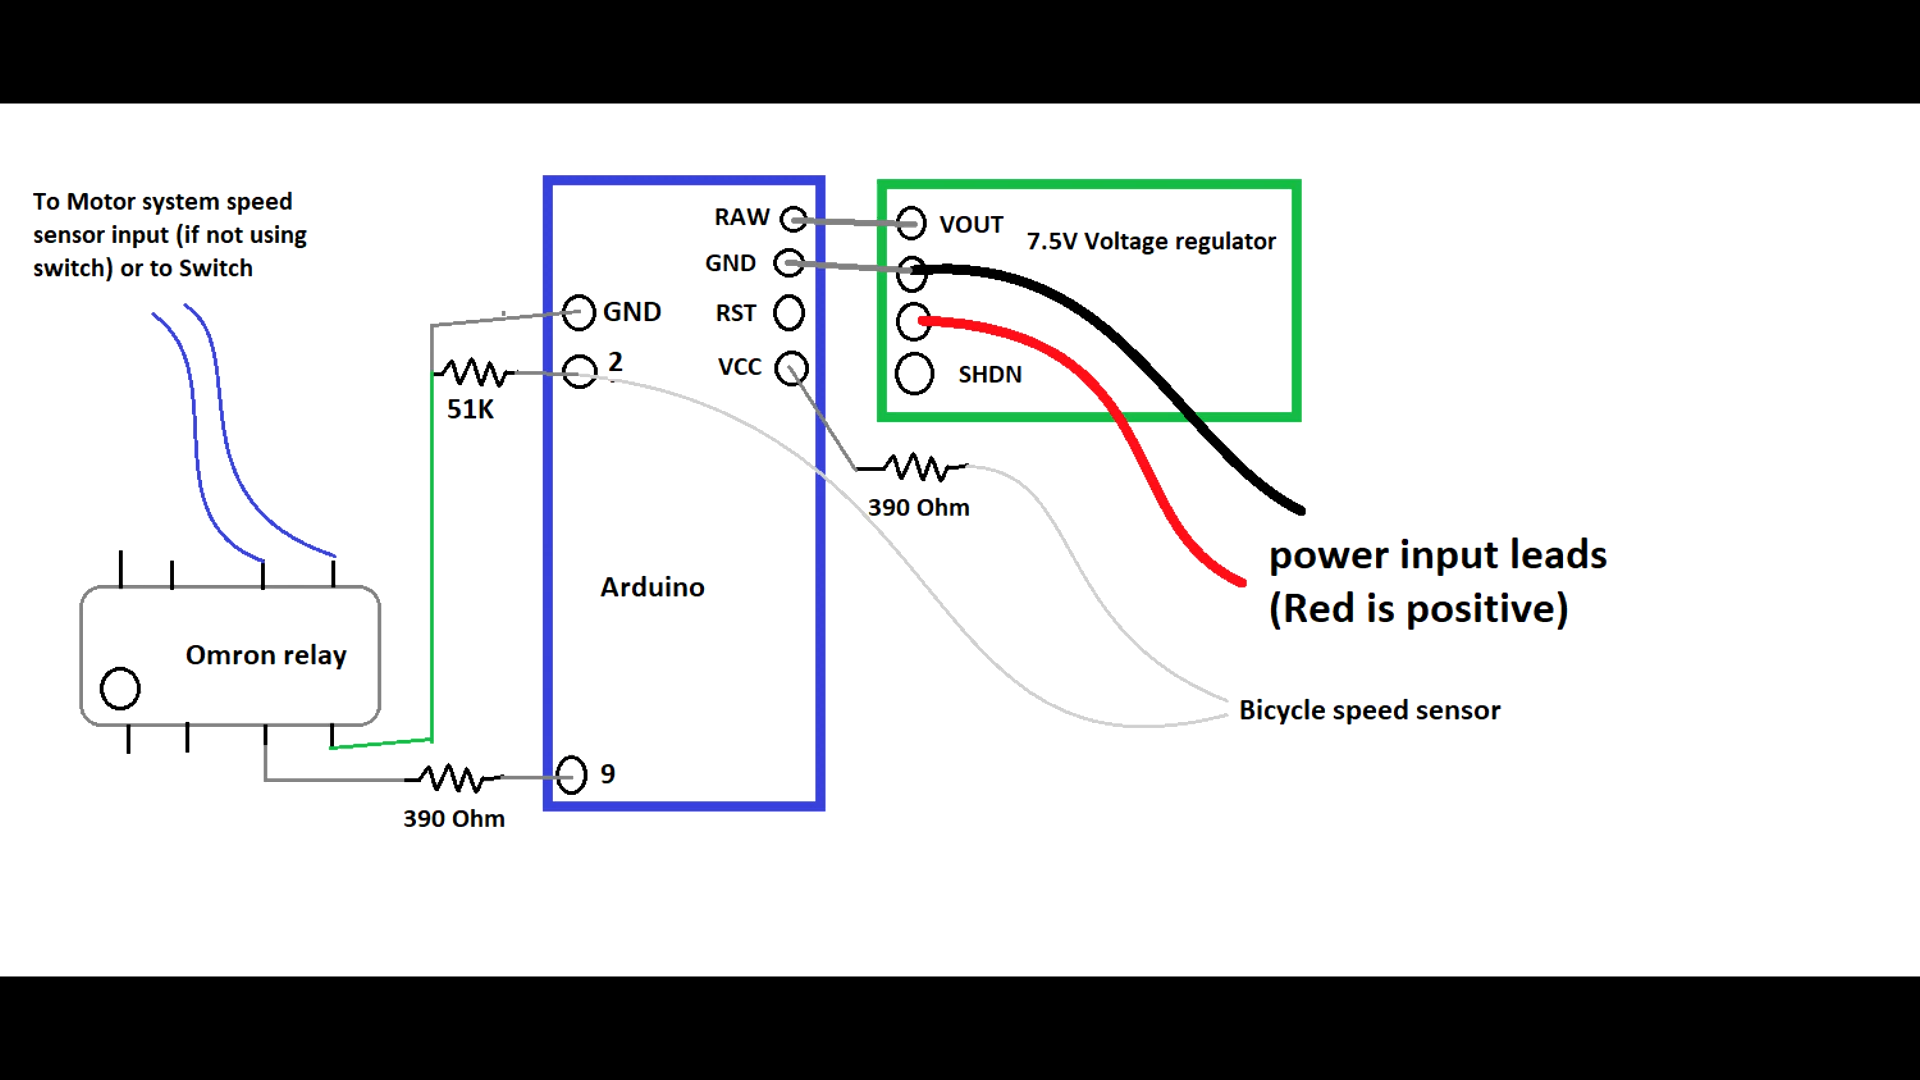 To Motor system speed
sensor input (if not using
switch) or to Switch
RAW
GND
RST
VCC
GND
2
51K
VOUT
7.5V Voltage regulator
SHDN
390 Ohm
power input leads
(Red is positive)
Arduino
Omron relay
Bicycle speed sensor
9
390 Ohm